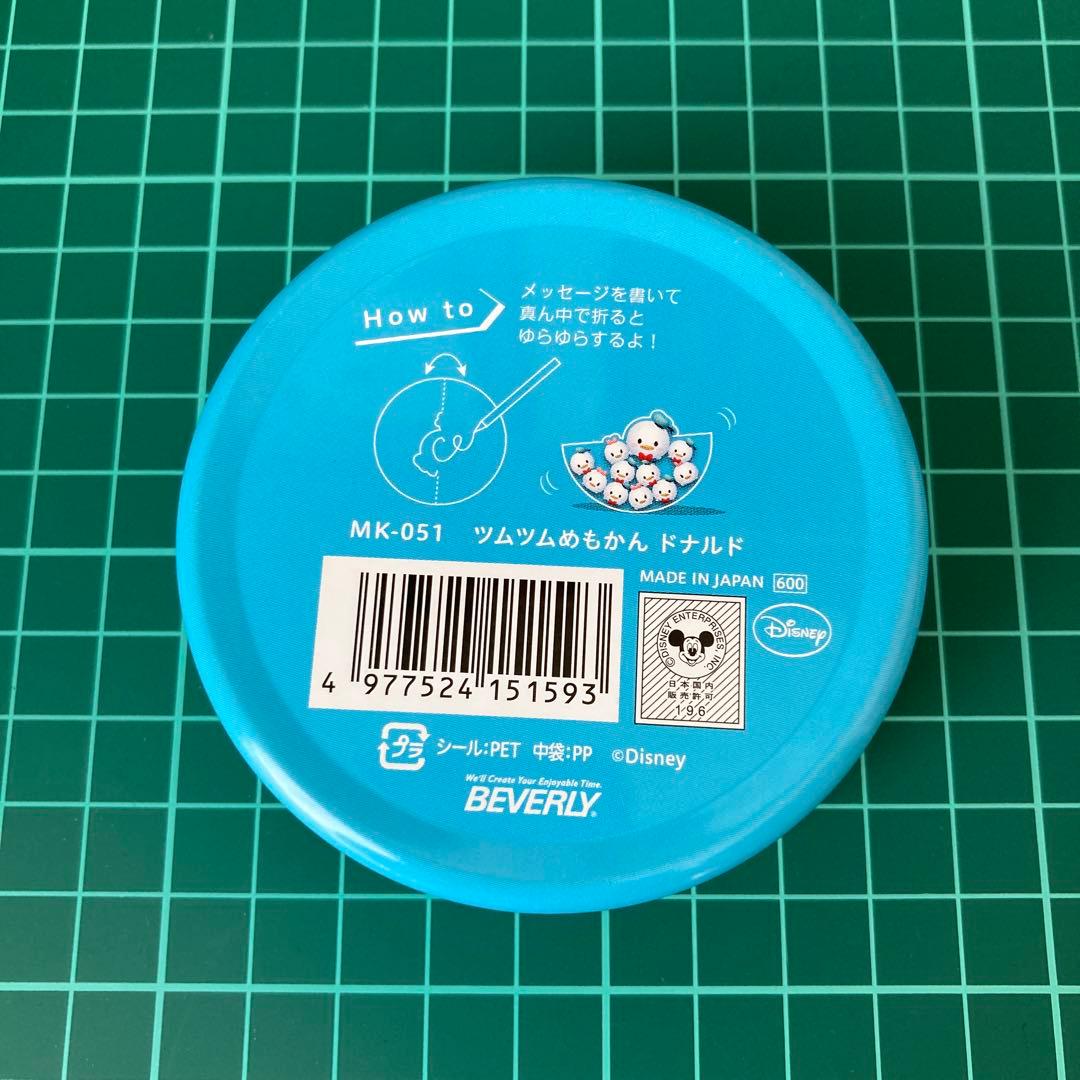 How to
メッセージを書いて
真ん中で折ると
ゆらゆらするよ！
MK-051 ツムツムめもかん ドナルド
MADE IN JAPAN 600
©DISNEY ENTERPRISES, INC.
日本国内
販売許可
196
Disney
4 977524 151593
プラ シール:PET 中袋:PP ©Disney
We'll Create Your Enjoyable Time.
BEVERLY®